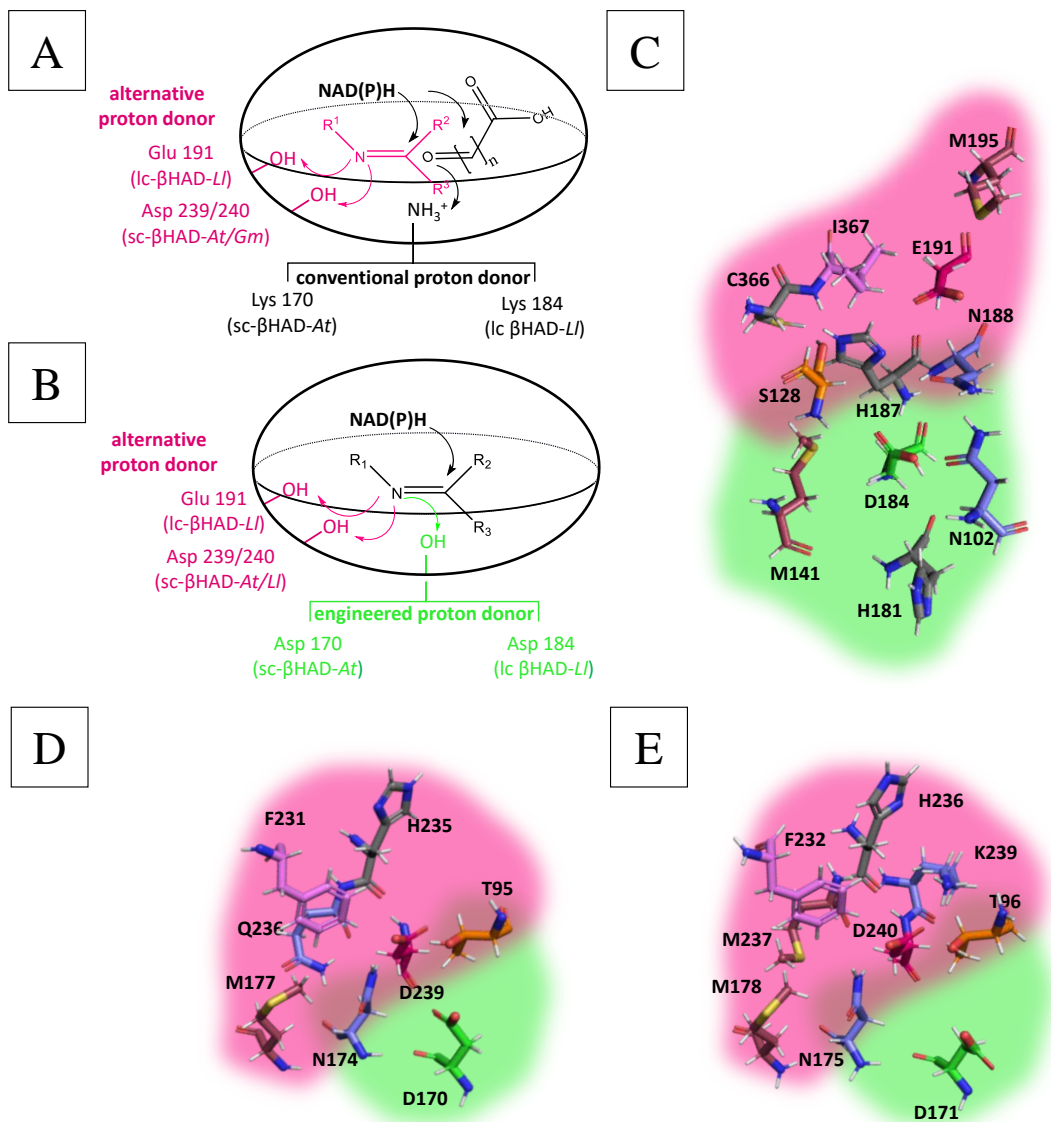 A
alternative
proton donor
Glu 191
(lc-βHAD-Ll)
Asp 239/240
(sc-βHAD-At/Gm)
NAD(P)H
R¹
R²
R³
N
OH
OH
O
O
OH
n
NH₃⁺
conventional proton donor
Lys 170
(sc-βHAD-At)
Lys 184
(lc βHAD-Ll)
B
alternative
proton donor
Glu 191
(lc-βHAD-Ll)
Asp 239/240
(sc-βHAD-At/Ll)
NAD(P)H
R₁
R₂
R₃
N
OH
OH
OH
engineered proton donor
Asp 170
(sc-βHAD-At)
Asp 184
(lc βHAD-Ll)
C
M195
I367
E191
C366
N188
S128
H187
D184
N102
M141
H181
D
F231
H235
T95
Q236
M177
D239
N174
D170
E
H236
F232
K239
T96
D240
M237
M178
N175
D171